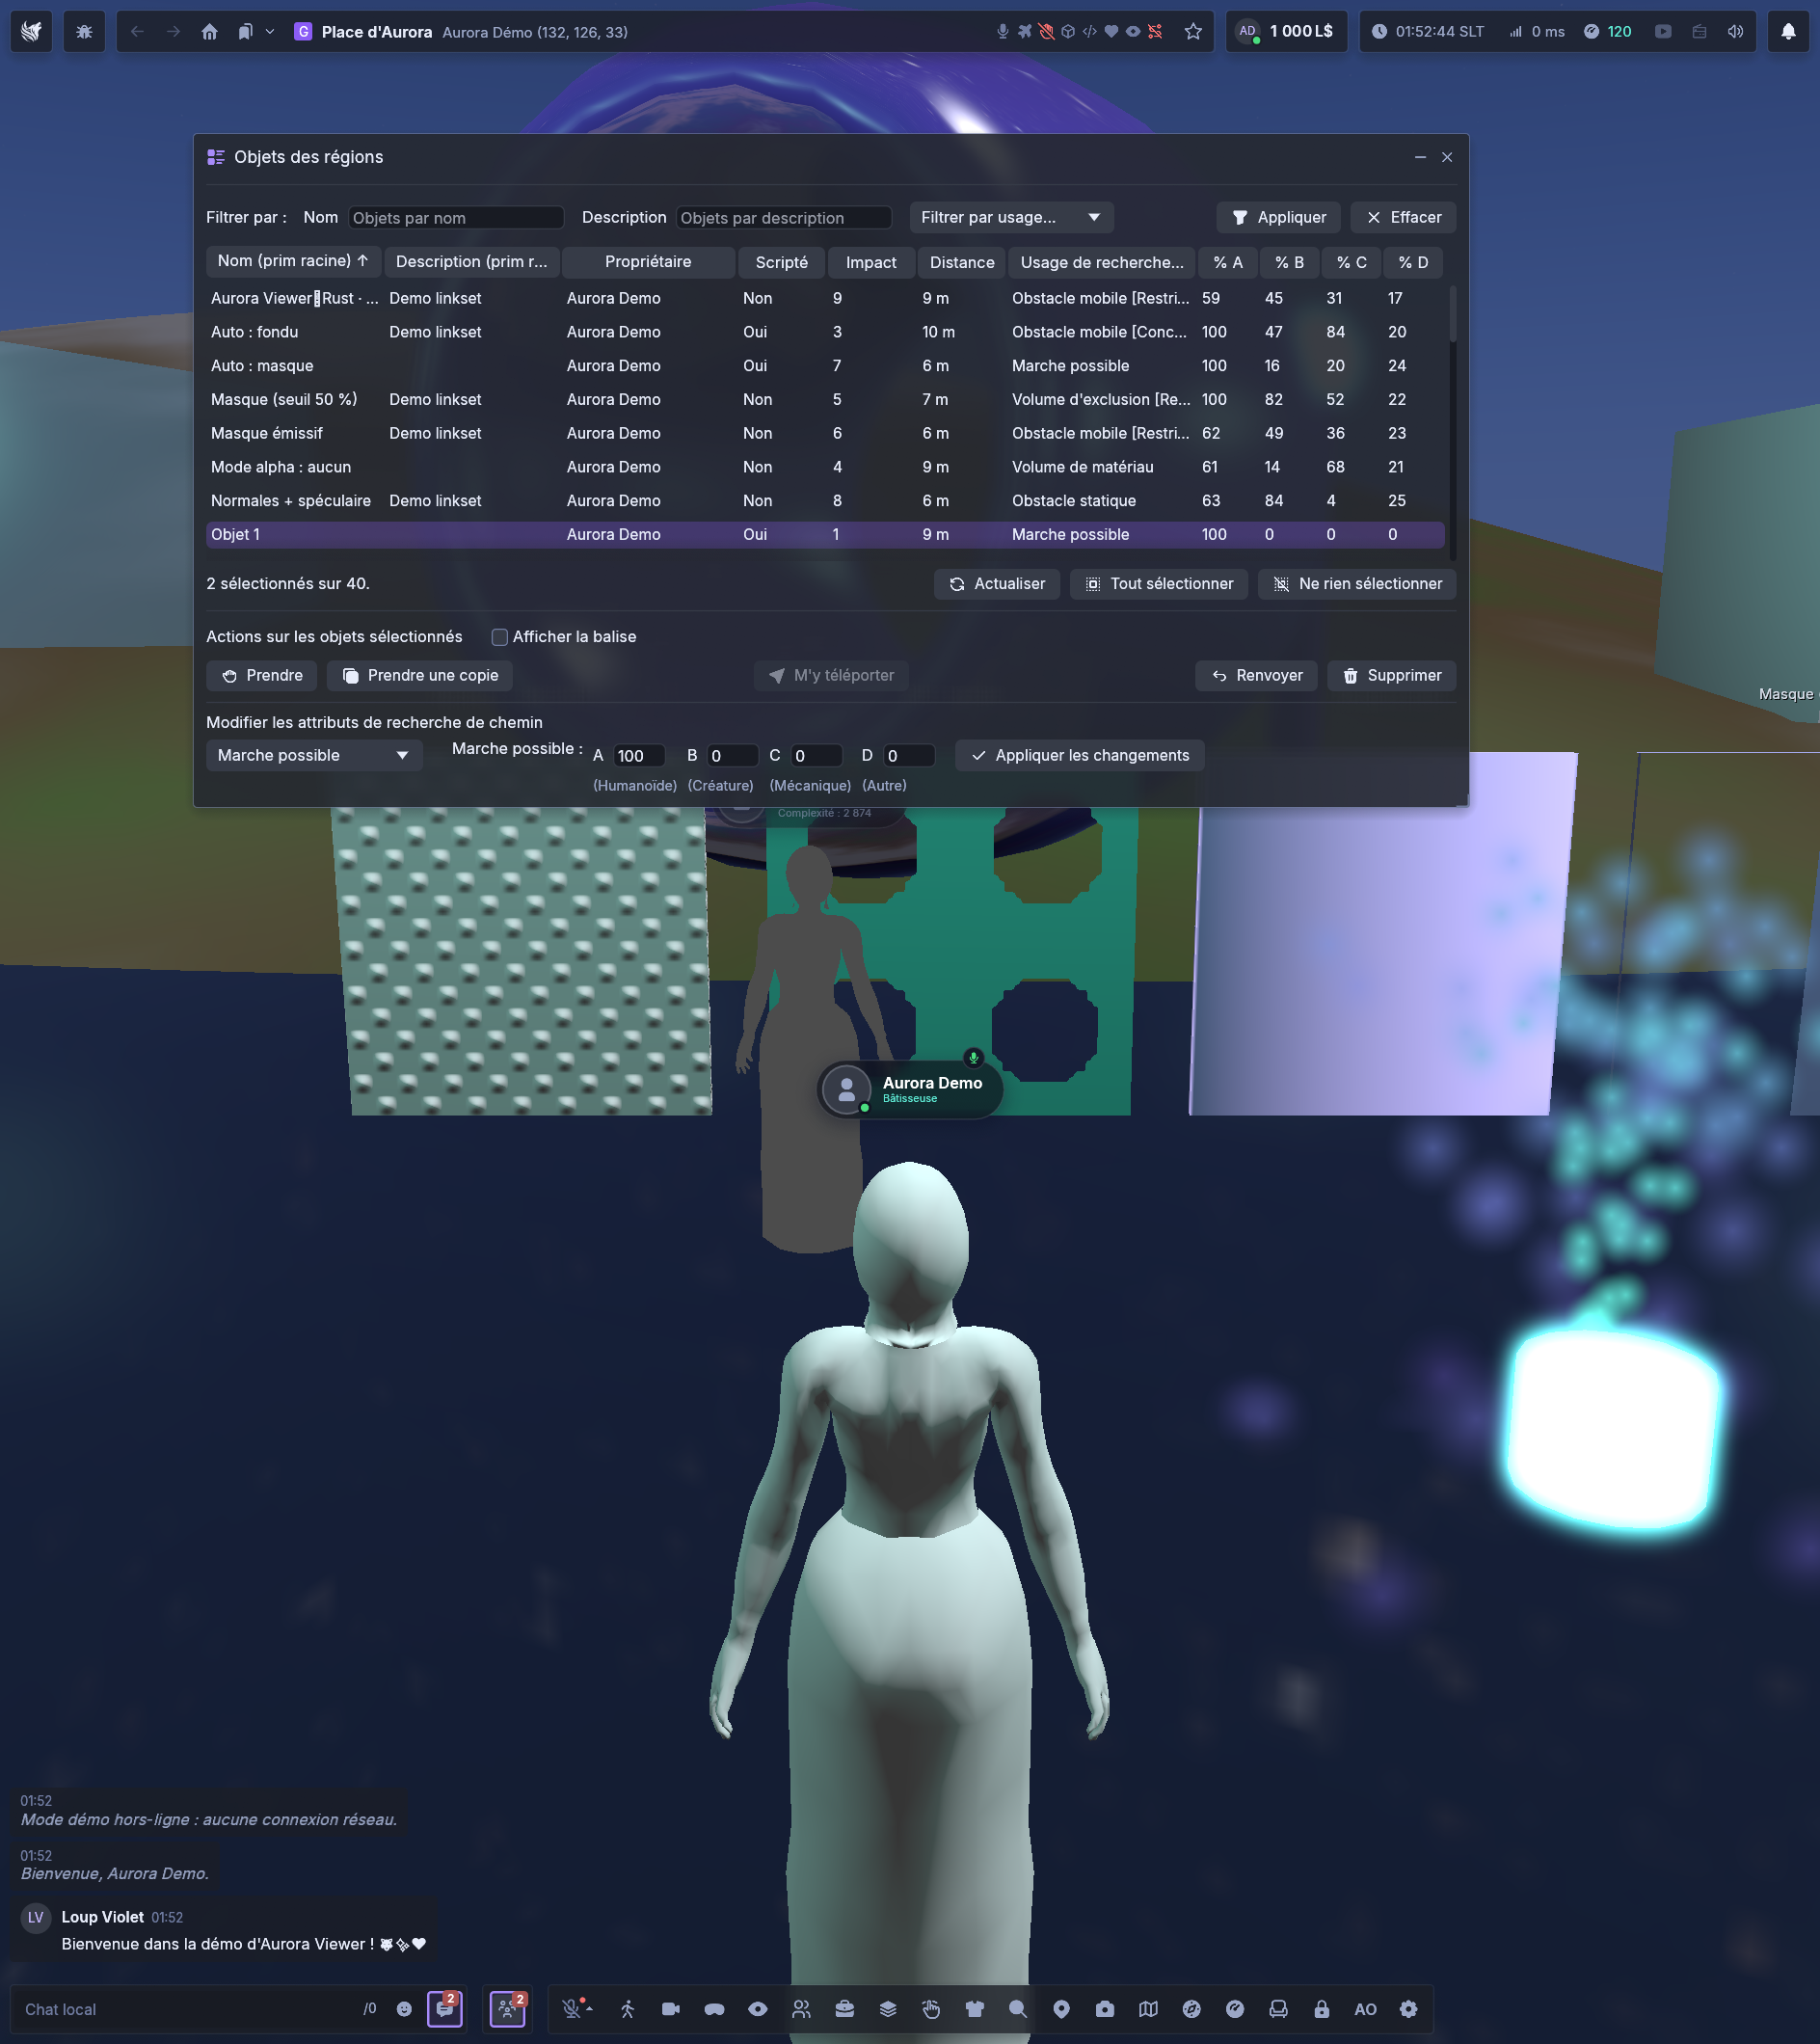 G Place d'Aurora Aurora Démo (132, 126, 33) AD 1 000 L$ 01:52:44 SLT 0 ms 120
Objets des régions
Filtrer par : Nom Objets par nom Description Objets par description Filtrer par usage... Appliquer Effacer
Nom (prim racine) ↑ Description (prim r... Propriétaire Scripté Impact Distance Usage de recherche... % A % B % C % D
Aurora Viewer▯Rust · ... Demo linkset Aurora Demo Non 9 9 m Obstacle mobile [Restri... 59 45 31 17
Auto : fondu Demo linkset Aurora Demo Oui 3 10 m Obstacle mobile [Conc... 100 47 84 20
Auto : masque Aurora Demo Oui 7 6 m Marche possible 100 16 20 24
Masque (seuil 50 %) Demo linkset Aurora Demo Non 5 7 m Volume d'exclusion [Re... 100 82 52 22
Masque émissif Demo linkset Aurora Demo Non 6 6 m Obstacle mobile [Restri... 62 49 36 23
Mode alpha : aucun Aurora Demo Non 4 9 m Volume de matériau 61 14 68 21
Normales + spéculaire Demo linkset Aurora Demo Non 8 6 m Obstacle statique 63 84 4 25
Objet 1 Aurora Demo Oui 1 9 m Marche possible 100 0 0 0
2 sélectionnés sur 40. Actualiser Tout sélectionner Ne rien sélectionner
Actions sur les objets sélectionnés Afficher la balise
Prendre Prendre une copie M'y téléporter Renvoyer Supprimer
Masque
Modifier les attributs de recherche de chemin
Marche possible Marche possible : A 100 B 0 C 0 D 0 Appliquer les changements
(Humanoïde) (Créature) (Mécanique) (Autre)
Complexité : 2 874
Aurora Demo
Bâtisseuse
01:52
Mode démo hors-ligne : aucune connexion réseau.
01:52
Bienvenue, Aurora Demo.
LV Loup Violet 01:52
Bienvenue dans la démo d'Aurora Viewer ! 🐺✨♥
Chat local /0 2 2 AO